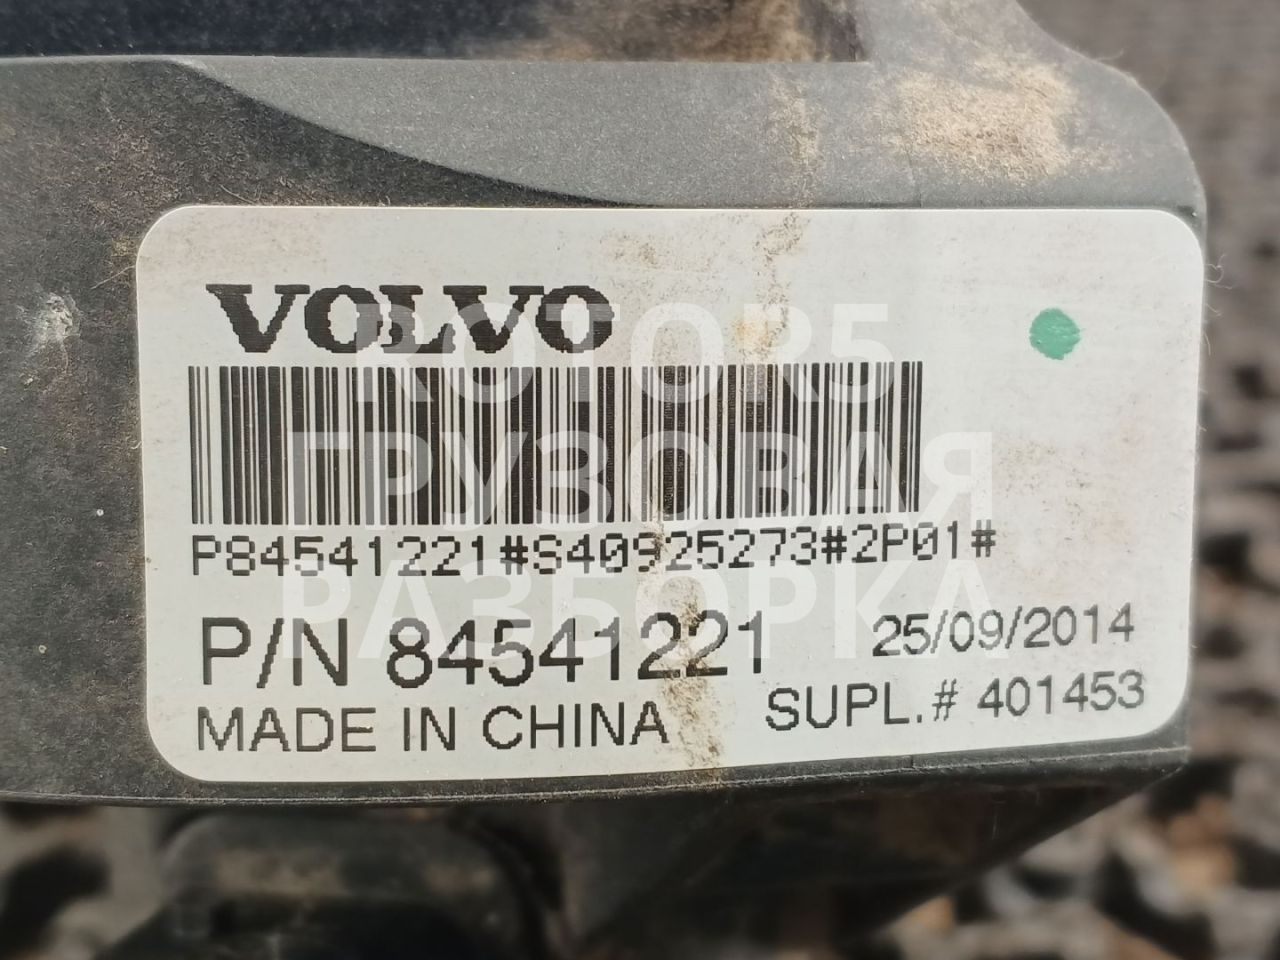 VOLVO
ROTOR5
ГРУЗОВАЯ
P84541221#S40925273#2P01#
РАЗБОРКА
P/N 84541221 25/09/2014
MADE IN CHINA SUPL.# 401453